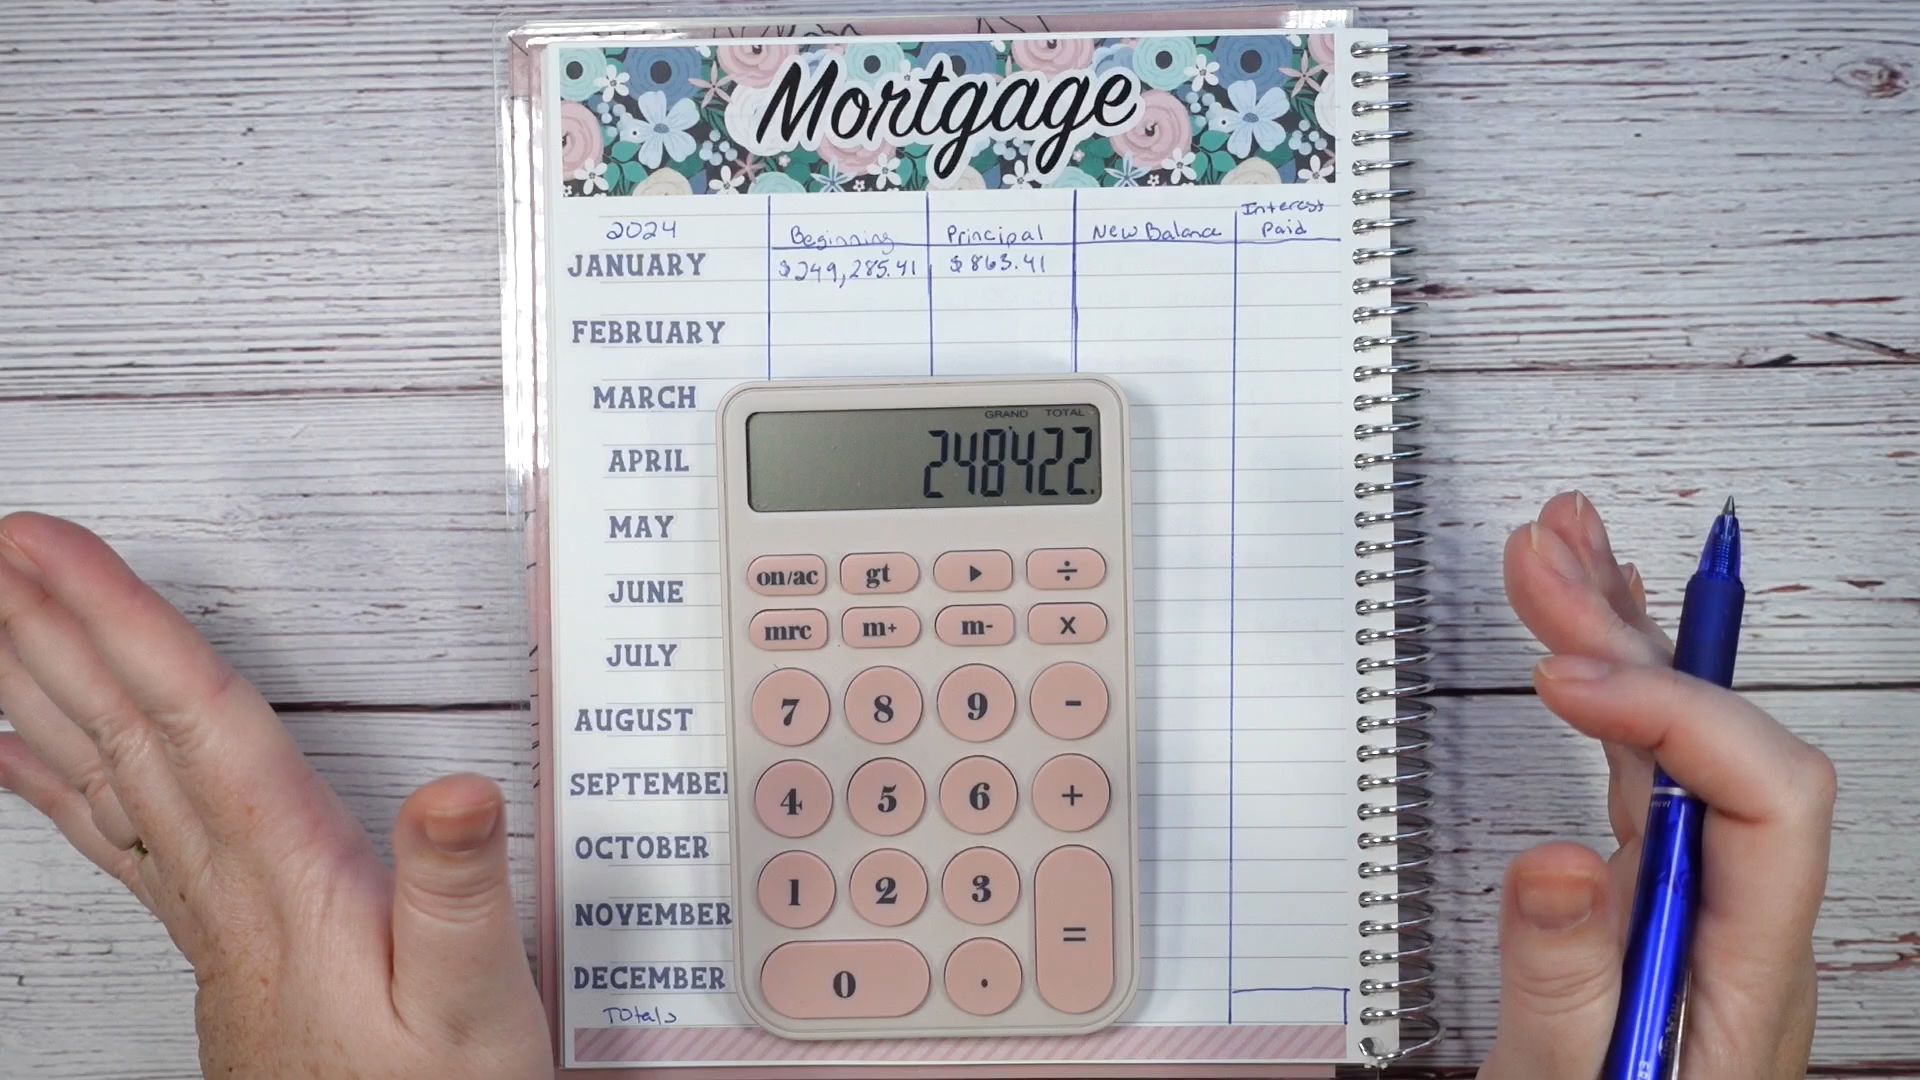 Mortgage
2024 Beginning Principal New Balance Interest Paid
JANUARY $249,285.41 $863.41
FEBRUARY
MARCH
GRAND TOTAL
248422.
APRIL
MAY
on/ac gt ▶ ÷
JUNE
mrc m+ m- X
JULY
7 8 9 -
AUGUST
SEPTEMBE
4 5 6 +
OCTOBER
1 2 3
NOVEMBER
=
DECEMBER
0 .
TOtals